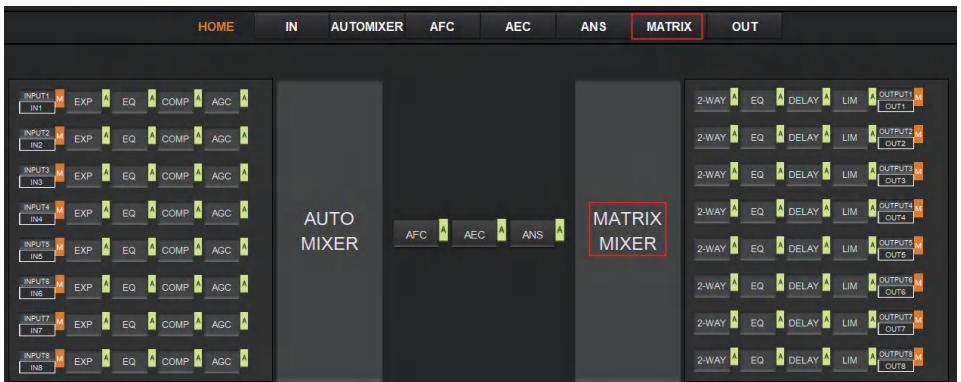 HOME IN AUTOMIXER AFC AEC ANS MATRIX OUT
INPUT1 M EXP A EQ A COMP A AGC A
IN1
INPUT2 M EXP A EQ A COMP A AGC A
IN2
INPUT3 M EXP A EQ A COMP A AGC A
IN3
INPUT4 M EXP A EQ A COMP A AGC A
IN4
INPUT5 M EXP A EQ A COMP A AGC A
IN5
INPUT6 M EXP A EQ A COMP A AGC A
IN6
INPUT7 M EXP A EQ A COMP A AGC A
IN7
INPUT8 M EXP A EQ A COMP A AGC A
IN8
AUTO
MIXER
AFC A AEC A ANS A
MATRIX
MIXER
2-WAY A EQ A DELAY A LIM A OUTPUT1 M
OUT1
2-WAY A EQ A DELAY A LIM A OUTPUT2 M
OUT2
2-WAY A EQ A DELAY A LIM A OUTPUT3 M
OUT3
2-WAY A EQ A DELAY A LIM A OUTPUT4 M
OUT4
2-WAY A EQ A DELAY A LIM A OUTPUT5 M
OUT5
2-WAY A EQ A DELAY A LIM A OUTPUT6 M
OUT6
2-WAY A EQ A DELAY A LIM A OUTPUT7 M
OUT7
2-WAY A EQ A DELAY A LIM A OUTPUT8 M
OUT8